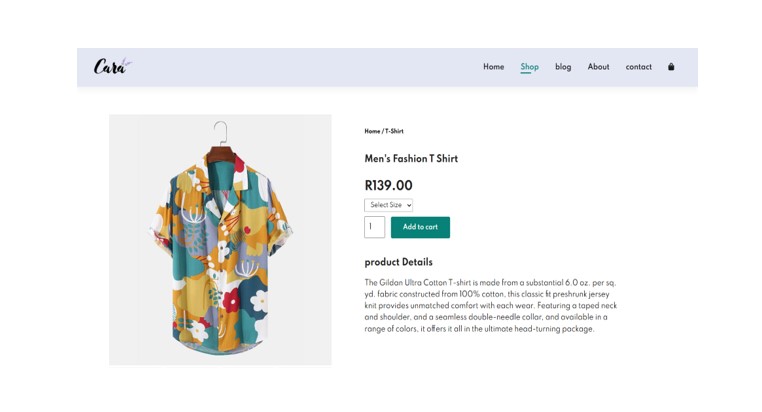 Cara
Home Shop blog About contact
Home / T-Shirt
Men's Fashion T Shirt
R139.00
Select Size
1
Add to cart
product Details
The Gildan Ultra Cotton T-shirt is made from a substantial 6.0 oz. per sq.
yd. fabric constructed from 100% cotton, this classic fit preshrunk jersey
knit provides unmatched comfort with each wear. Featuring a taped neck
and shoulder, and a seamless double-needle collar, and available in a
range of colors, it offers it all in the ultimate head-turning package.